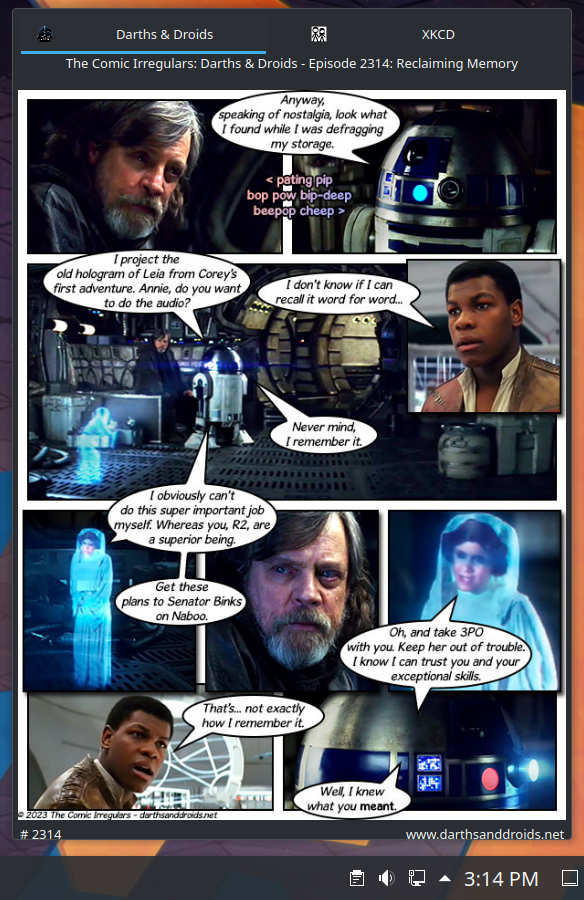 Darths & Droids
XKCD
The Comic Irregulars: Darths & Droids - Episode 2314: Reclaiming Memory
Anyway,
speaking of nostalgia, look what
I found while I was defragging
my storage.
< pating pip
bop pow bip-deep
beepop cheep >
I project the
old hologram of Leia from Corey's
first adventure. Annie, do you want
to do the audio?
I don't know if I can
recall it word for word...
Never mind,
I remember it.
I obviously can't
do this super important job
myself. Whereas you, R2, are
a superior being.
Get these
plans to Senator Binks
on Naboo.
Oh, and take 3PO
with you. Keep her out of trouble.
I know I can trust you and your
exceptional skills.
That's... not exactly
how I remember it.
Well, I knew
what you meant.
© 2023 The Comic Irregulars - darthsanddroids.net
# 2314
www.darthsanddroids.net
3:14 PM